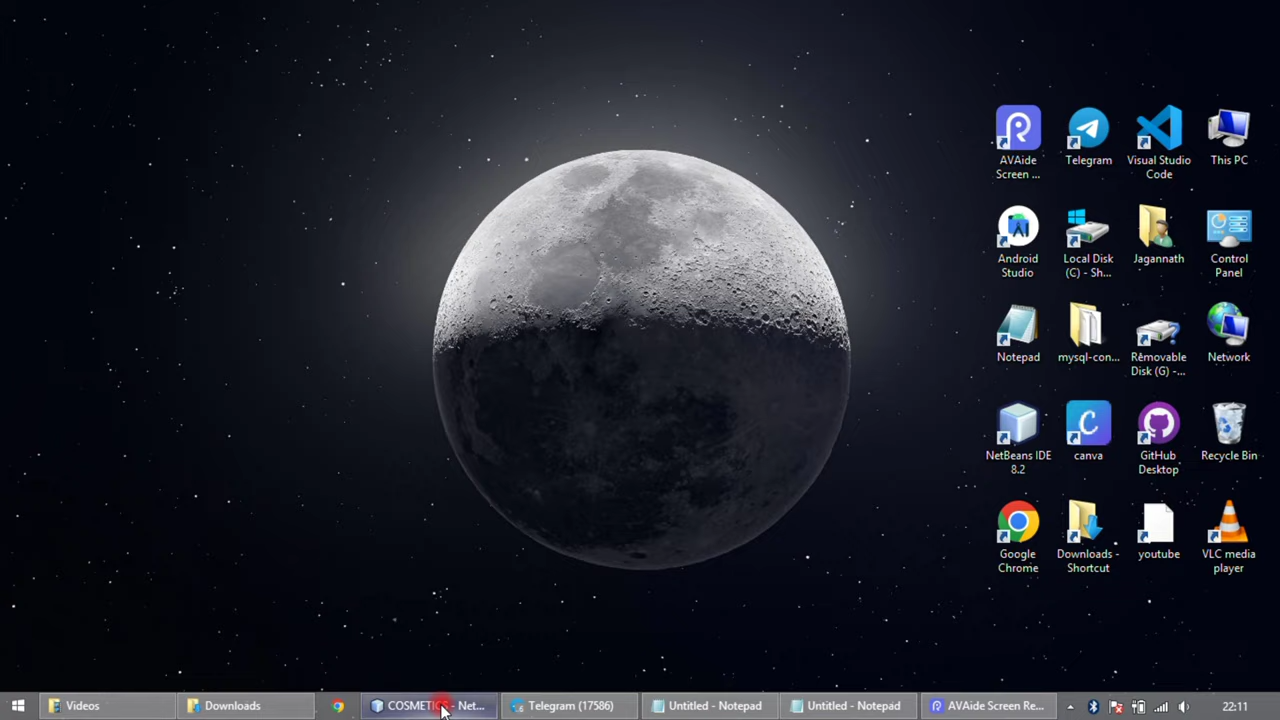 AVAide
Screen ...
Telegram
Visual Studio
Code
This PC
Android
Studio
Local Disk
(C) - Sh...
Jagannath
Control
Panel
Notepad
mysql-con...
Removable
Disk (G) -...
Network
NetBeans IDE
8.2
canva
GitHub
Desktop
Recycle Bin
Google
Chrome
Downloads -
Shortcut
youtube
VLC media
player
Videos
Downloads
COSMETICS - Net...
Telegram (17586)
Untitled - Notepad
Untitled - Notepad
AVAide Screen Re...
22:11